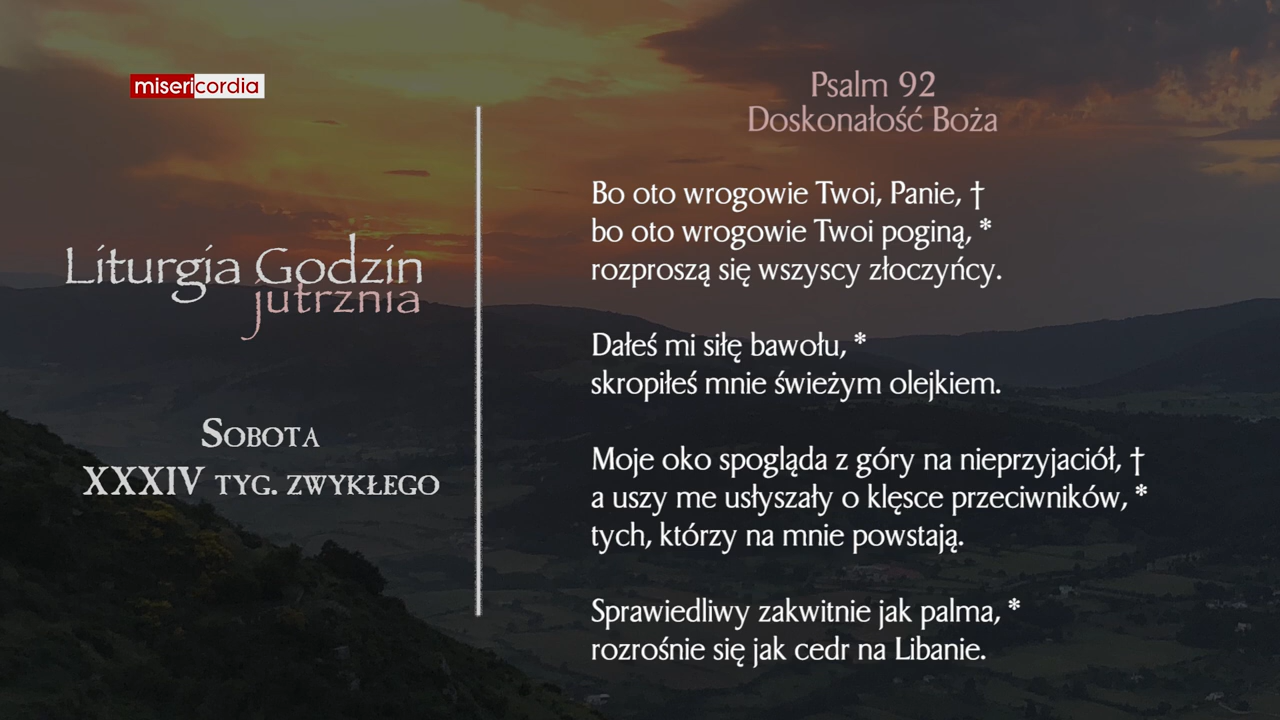 misericordia
Liturgia Godzin
jutrznia
Sobota
XXXIV tyg. zwykłego
Psalm 92
Doskonałość Boża
Bo oto wrogowie Twoi, Panie, †
bo oto wrogowie Twoi poginą, *
rozproszą się wszyscy złoczyńcy.
Dałeś mi siłę bawołu, *
skropiłeś mnie świeżym olejkiem.
Moje oko spogląda z góry na nieprzyjaciół, †
a uszy me usłyszały o klęsce przeciwników, *
tych, którzy na mnie powstają.
Sprawiedliwy zakwitnie jak palma, *
rozrośnie się jak cedr na Libanie.